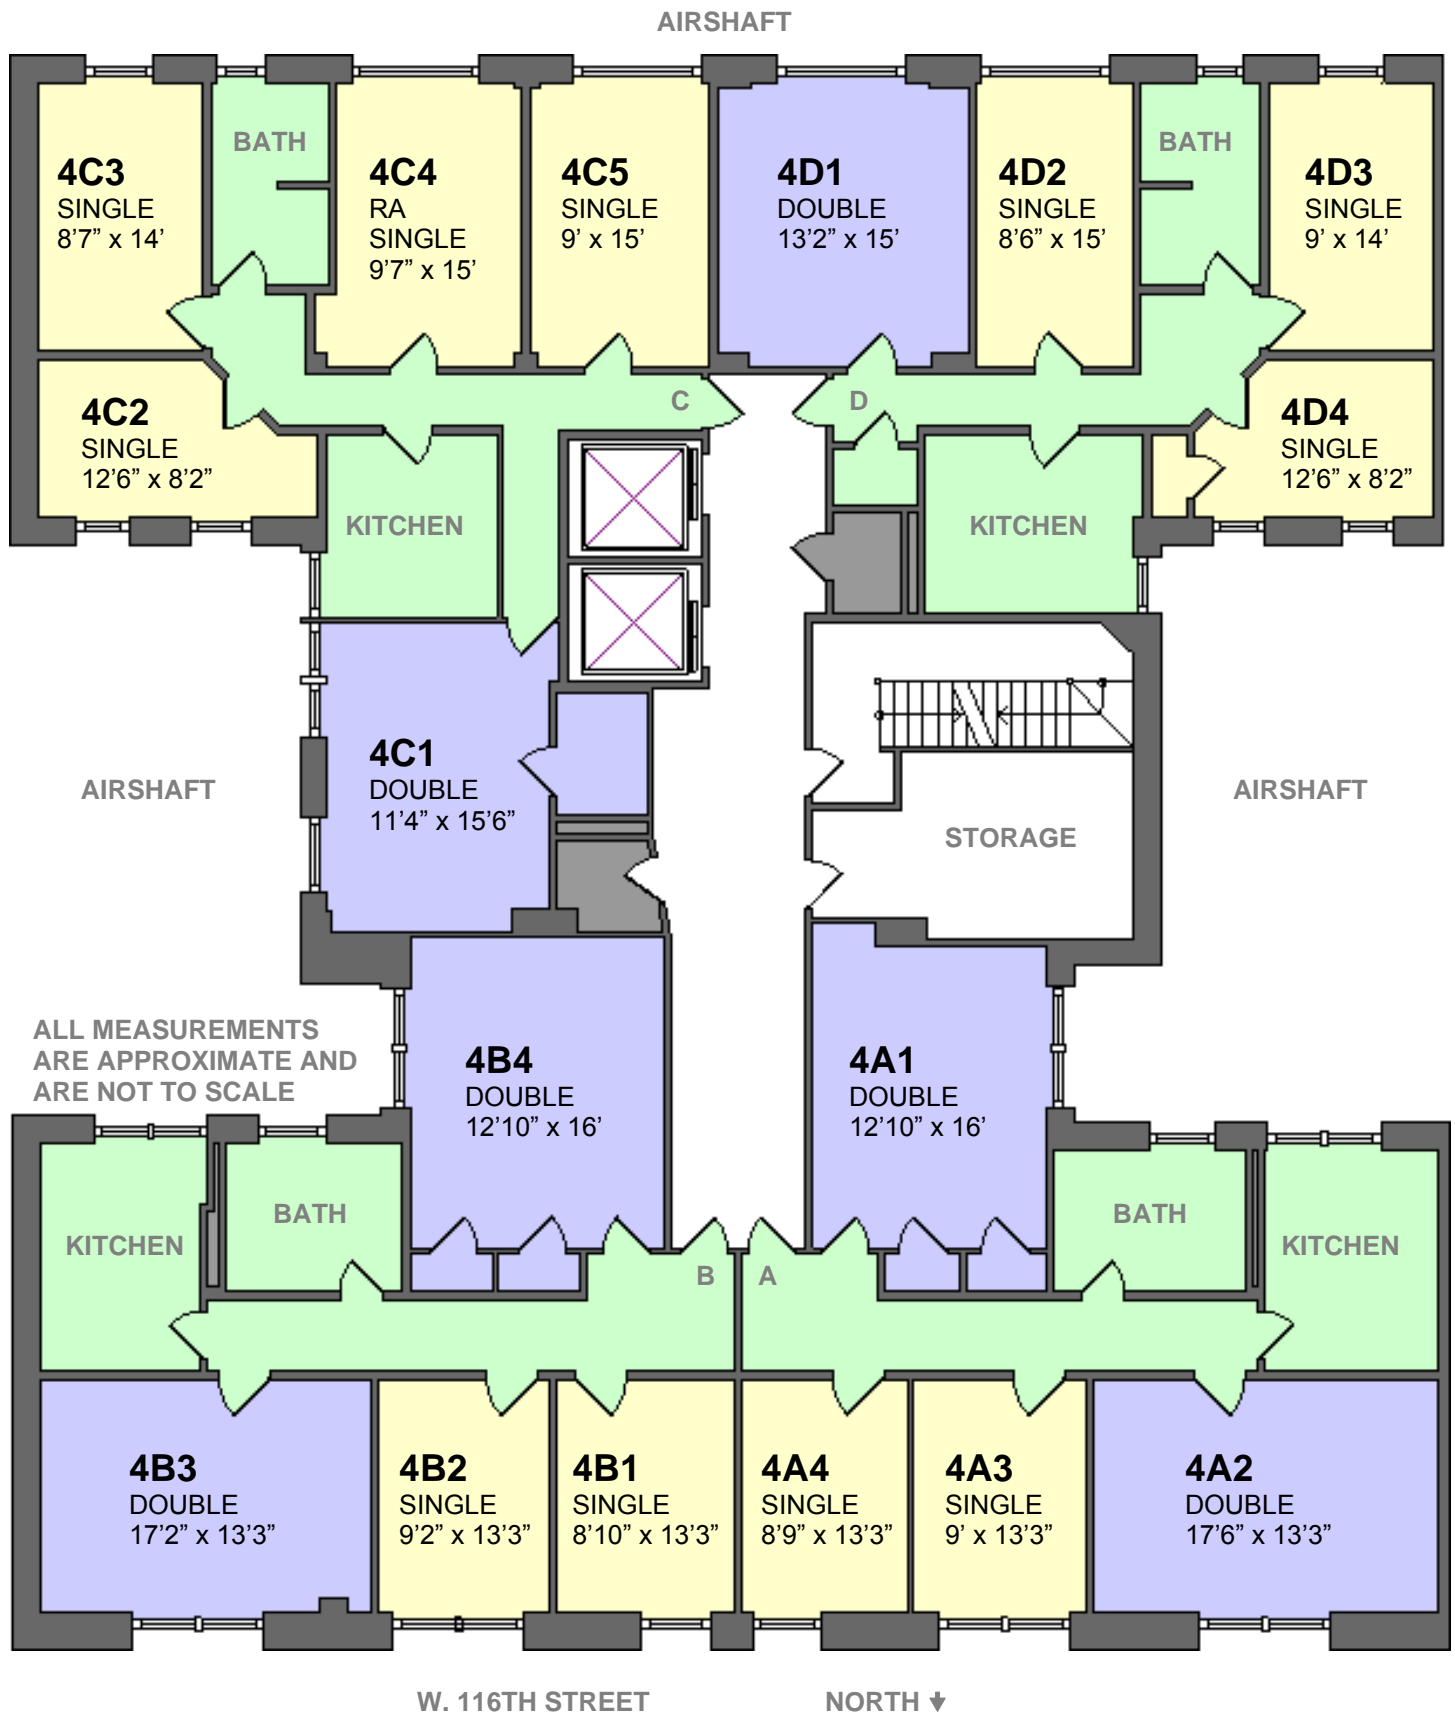 AIRSHAFT
4C3
SINGLE
8’7” x 14’
BATH
4C4
RA
SINGLE
9’7” x 15’
4C5
SINGLE
9’ x 15’
4D1
DOUBLE
13’2” x 15’
4D2
SINGLE
8’6” x 15’
BATH
4D3
SINGLE
9’ x 14’
4C2
SINGLE
12’6” x 8’2”
C
D
4D4
SINGLE
12’6” x 8’2”
KITCHEN
KITCHEN
AIRSHAFT
4C1
DOUBLE
11’4” x 15’6”
AIRSHAFT
STORAGE
ALL MEASUREMENTS
ARE APPROXIMATE AND
ARE NOT TO SCALE
4B4
DOUBLE
12’10” x 16’
4A1
DOUBLE
12’10” x 16’
KITCHEN
BATH
B
A
BATH
KITCHEN
4B3
DOUBLE
17’2” x 13’3”
4B2
SINGLE
9’2” x 13’3”
4B1
SINGLE
8’10” x 13’3”
4A4
SINGLE
8’9” x 13’3”
4A3
SINGLE
9’ x 13’3”
4A2
DOUBLE
17’6” x 13’3”
W. 116TH STREET
NORTH